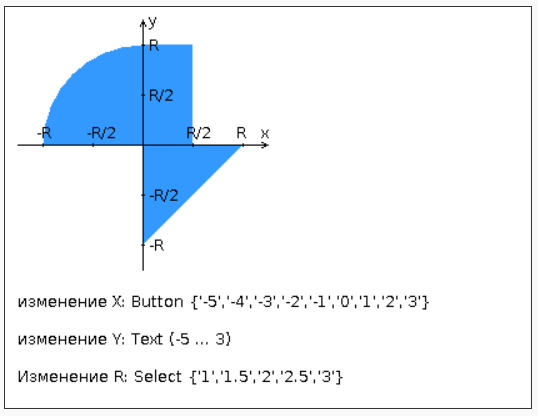 y
R
R/2
-R -R/2 R/2 R x
-R/2
-R
изменение X: Button {'-5','-4','-3','-2','-1','0','1','2','3'}
изменение Y: Text (-5 ... 3)
Изменение R: Select {'1','1.5','2','2.5','3'}